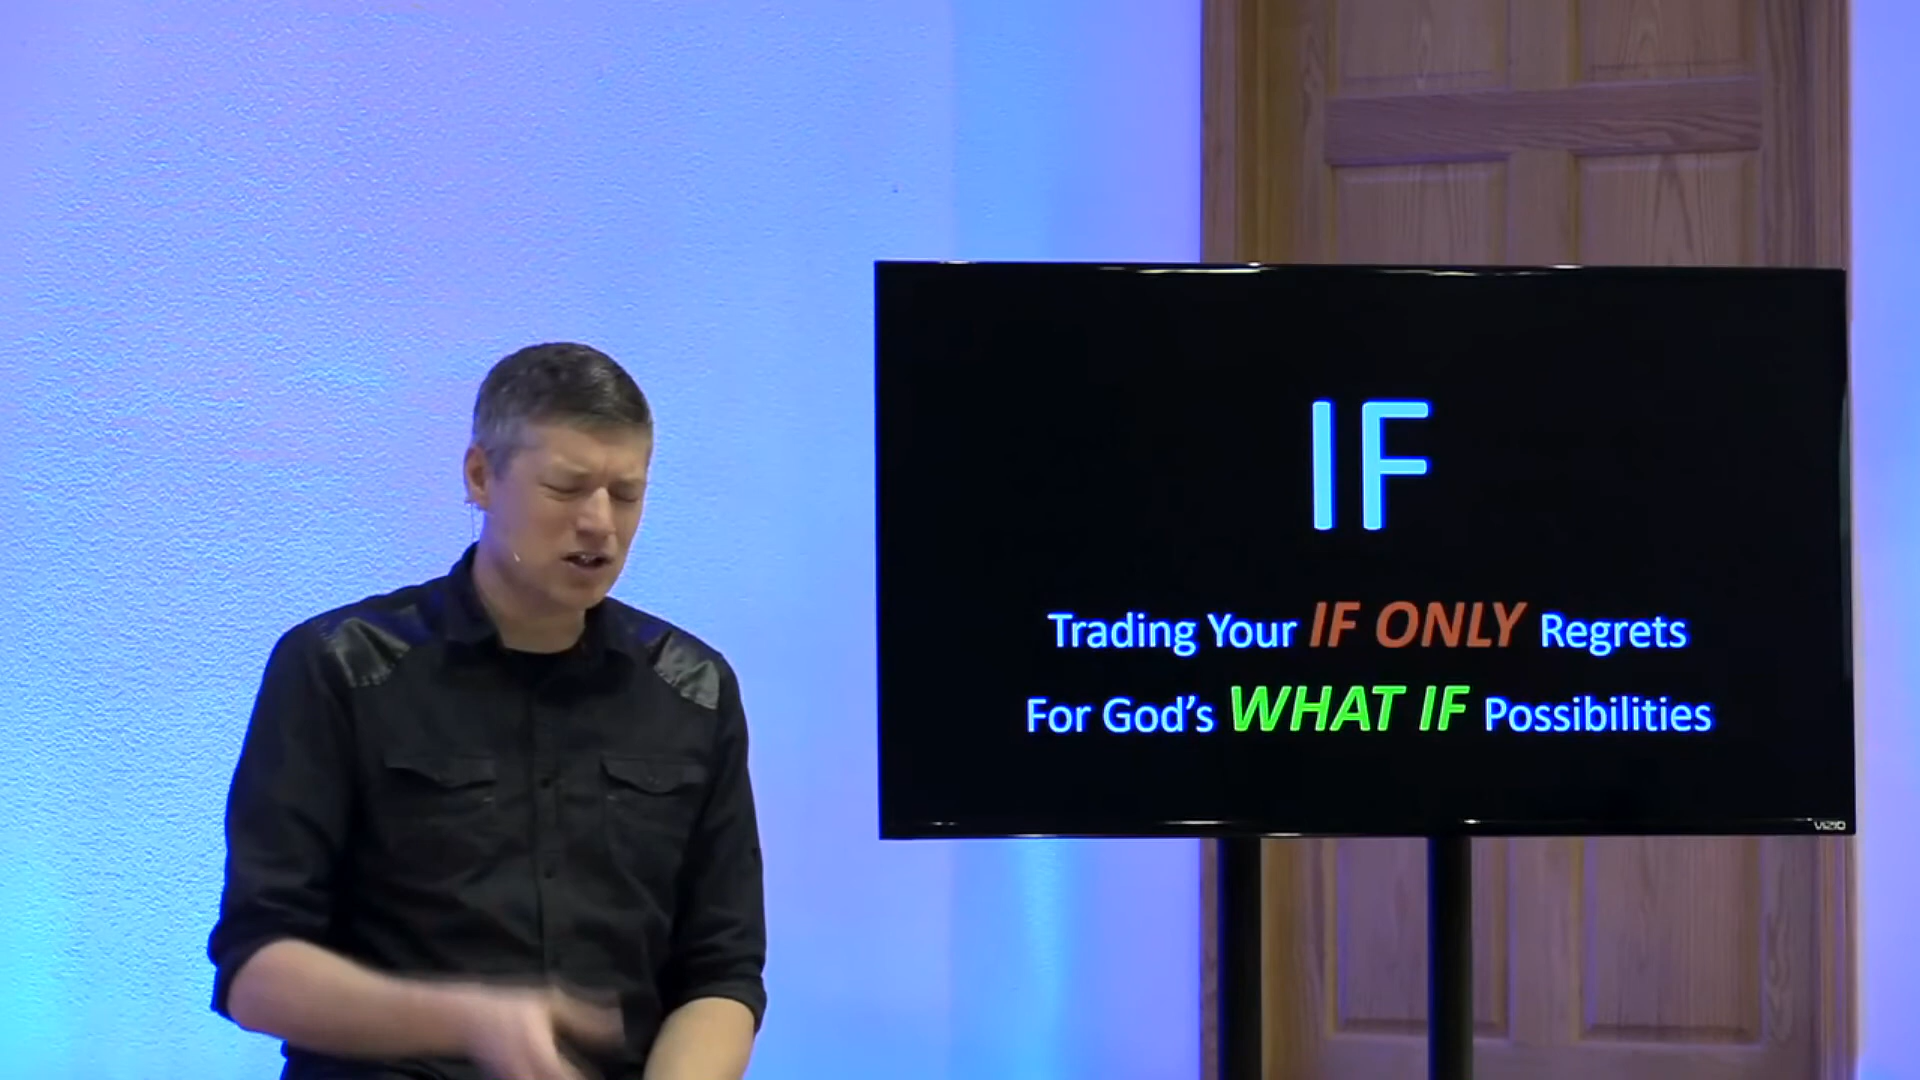 IF
Trading Your IF ONLY Regrets
For God's WHAT IF Possibilities
VIZIO